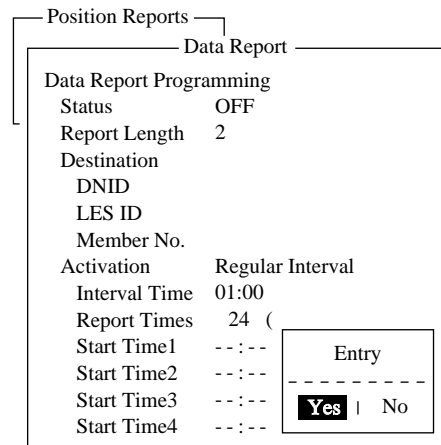 Position Reports
Data Report
Data Report Programming
Status OFF
Report Length 2
Destination
DNID
LES ID
Member No.
Activation Regular Interval
Interval Time 01:00
Report Times 24 (
Start Time1 --:--
Start Time2 --:--
Start Time3 --:--
Start Time4 --:--
Entry
Yes | No